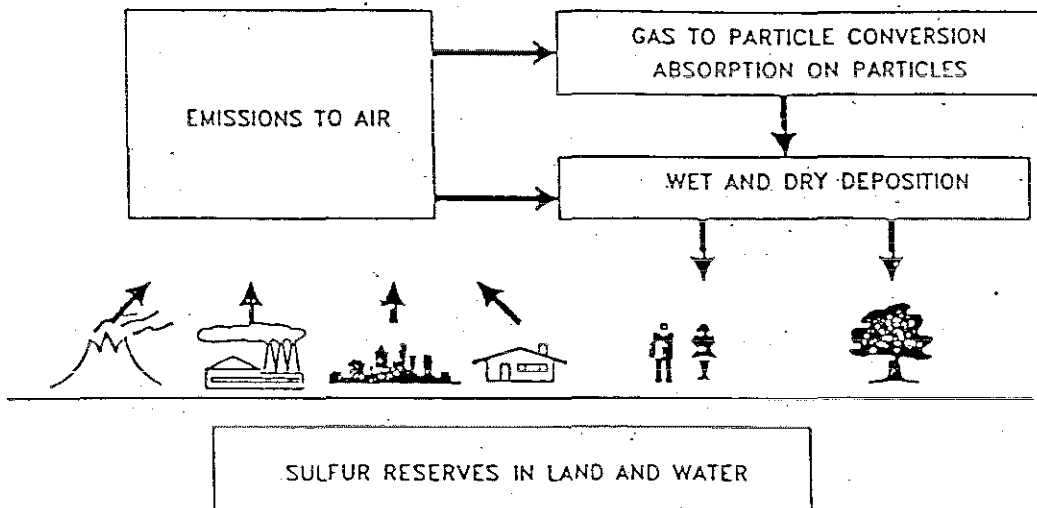 EMISSIONS TO AIR
GAS TO PARTICLE CONVERSION
ABSORPTION ON PARTICLES
WET AND DRY DEPOSITION
SULFUR RESERVES IN LAND AND WATER